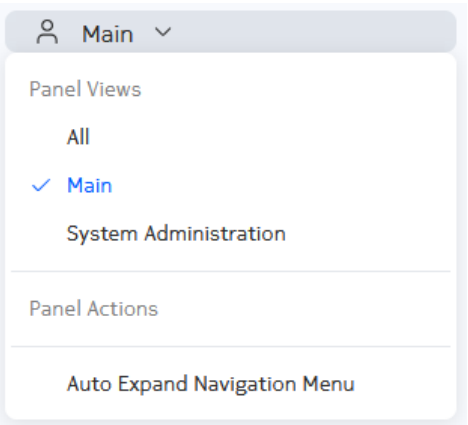 Main
Panel Views
All
Main
System Administration
Panel Actions
Auto Expand Navigation Menu